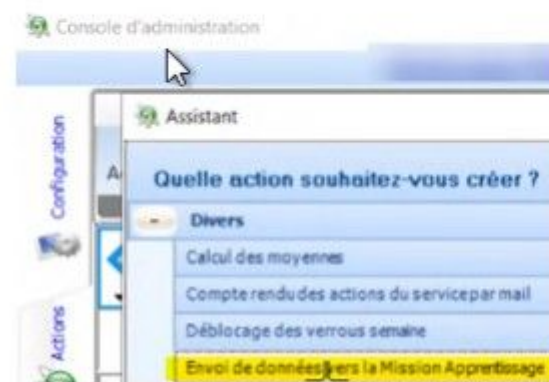 Console d'administration
Configuration
Assistant
Quelle action souhaitez-vous créer ?
Divers
Calcul des moyennes
Compte rendu des actions du service par mail
Déblocage des verrous semaine
Envoi de données vers la Mission Apprentissage
Actions